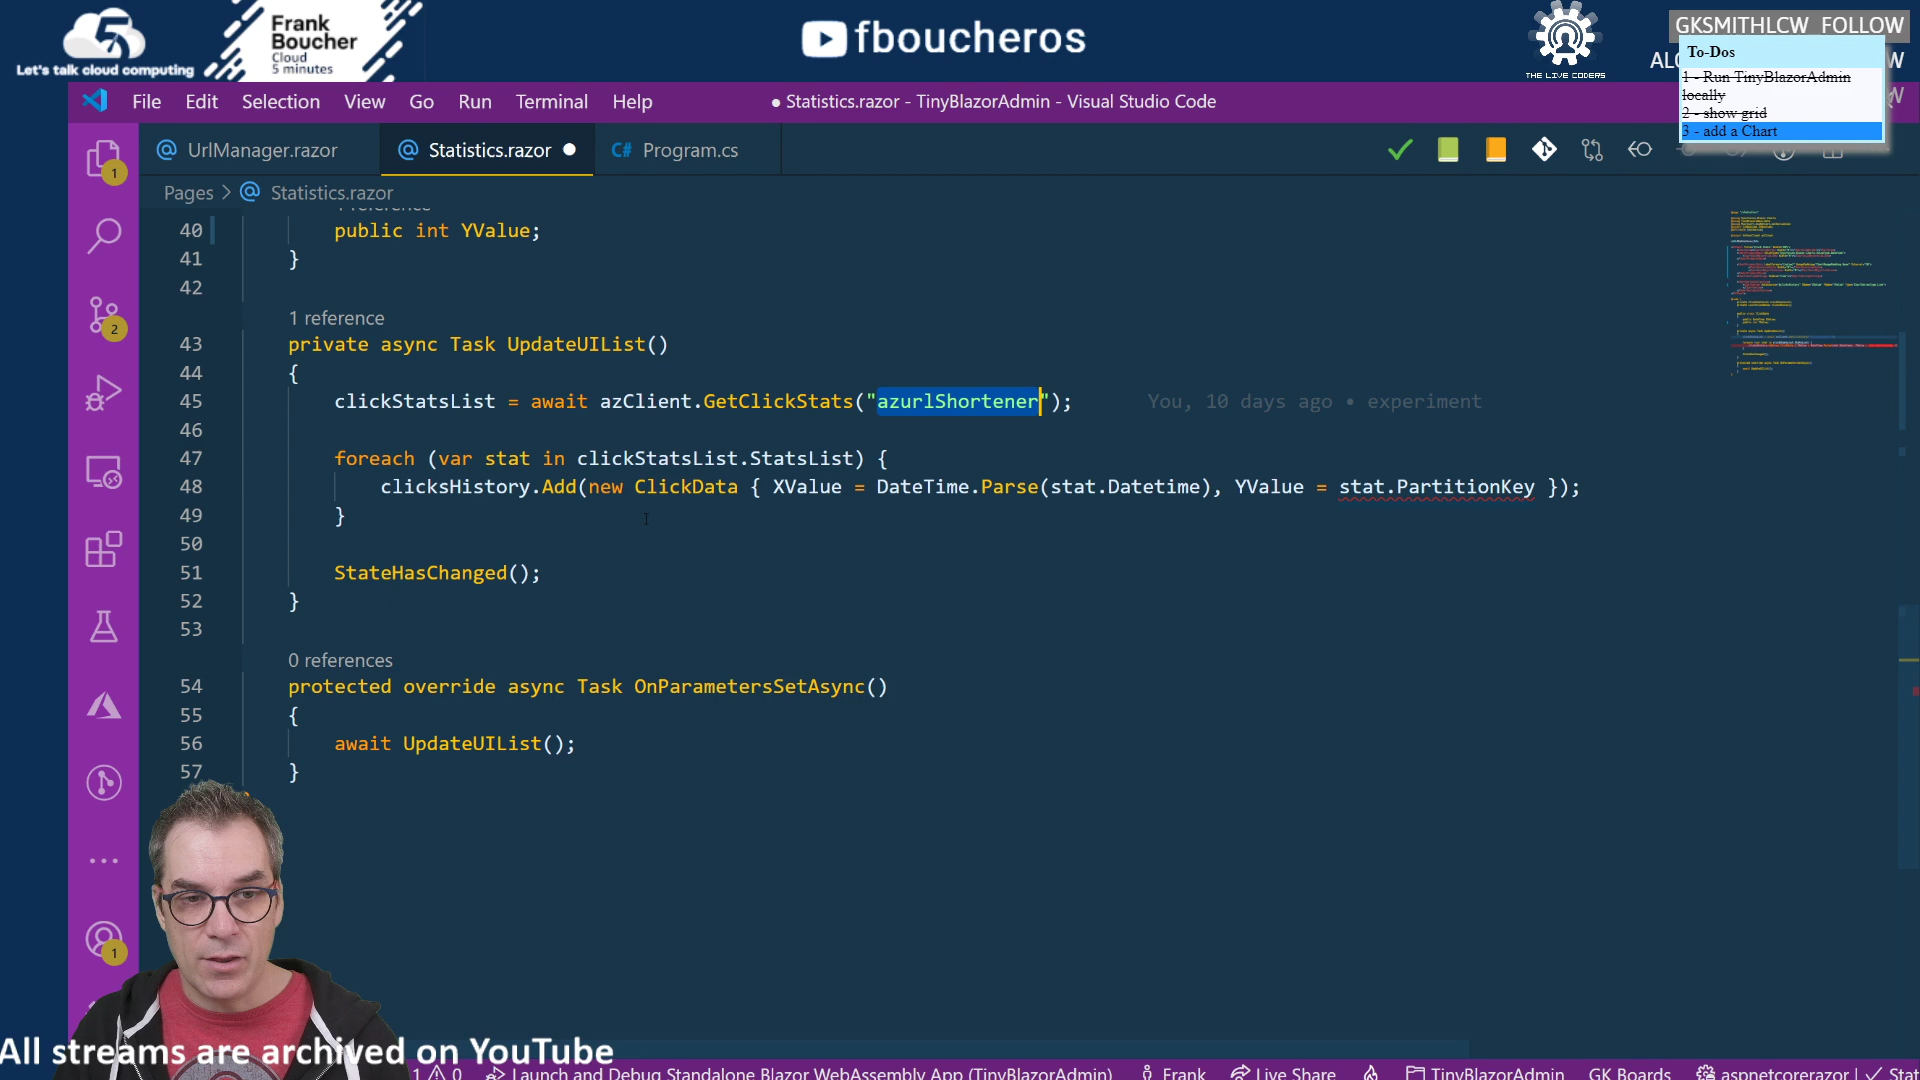 Let's talk cloud computing
5
Frank
Boucher
Cloud
5 minutes
fboucheros
THE LIVE CODERS
GKSMITHLCW FOLLOW
To-Dos
1 - Run TinyBlazorAdmin
locally
2 - show grid
3 - add a Chart
File Edit Selection View Go Run Terminal Help
● Statistics.razor - TinyBlazorAdmin - Visual Studio Code
UrlManager.razor
Statistics.razor
C# Program.cs
Pages > Statistics.razor
40 public int YValue;
41 }
42
1 reference
43 private async Task UpdateUIList()
44 {
45 clickStatsList = await azClient.GetClickStats("azurlShortener"); You, 10 days ago • experiment
46
47 foreach (var stat in clickStatsList.StatsList) {
48 clicksHistory.Add(new ClickData { XValue = DateTime.Parse(stat.Datetime), YValue = stat.PartitionKey });
49 }
50
51 StateHasChanged();
52 }
53
0 references
54 protected override async Task OnParametersSetAsync()
55 {
56 await UpdateUIList();
57 }
1
2
1
All streams are archived on YouTube
1 0 Launch and Debug Standalone Blazor WebAssembly App (TinyBlazorAdmin) Frank Live Share TinyBlazorAdmin GK Boards aspnetcorerazor | Stat